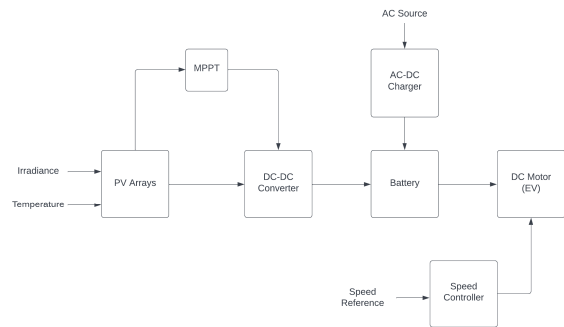 AC Source
MPPT
AC-DC
Charger
Irradiance
Temperature
PV Arrays
DC-DC
Converter
Battery
DC Motor
(EV)
Speed
Reference
Speed
Controller